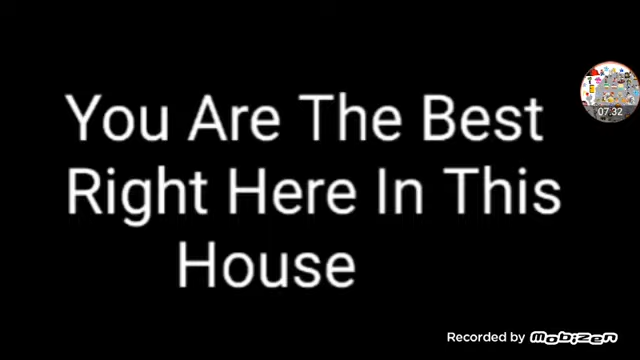 You Are The Best
Right Here In This
House
07:32
Recorded by mobizen